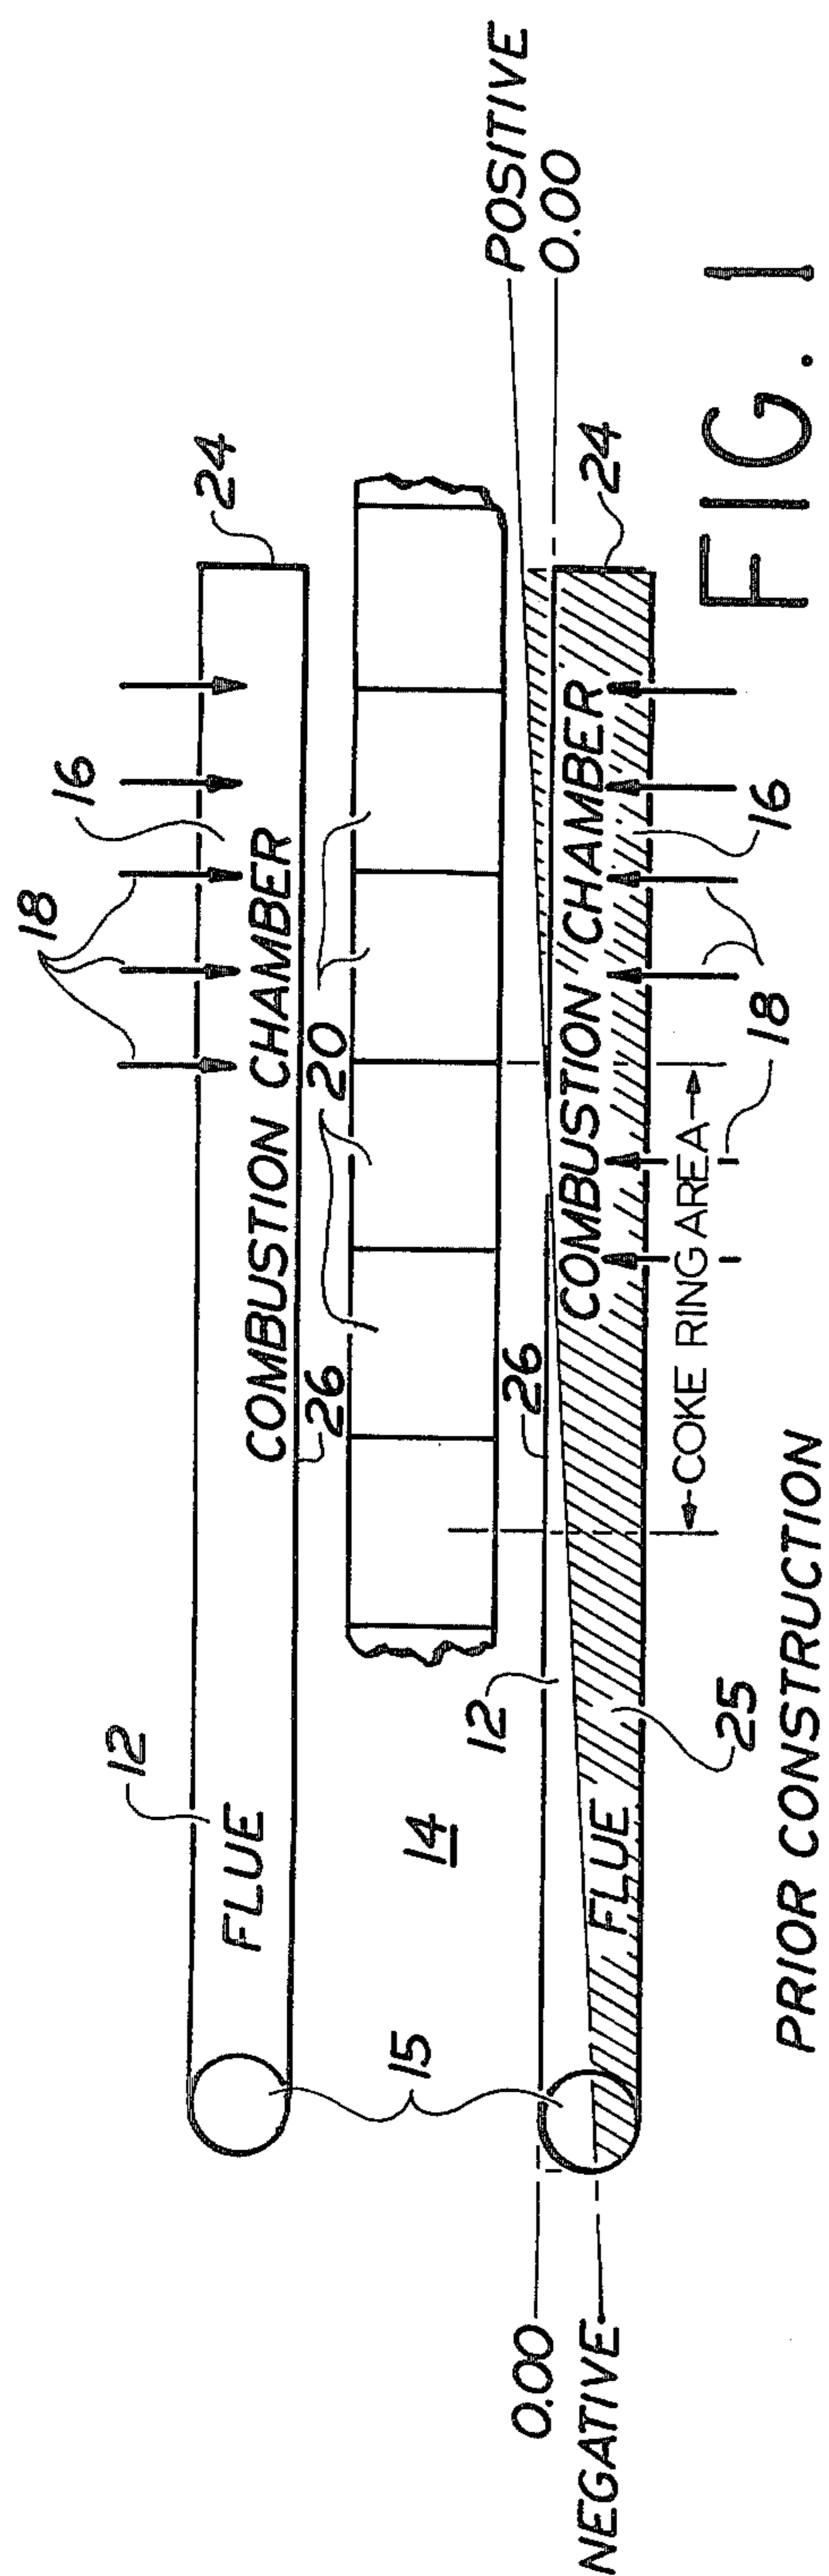 18
16
24
12
FLUE
COMBUSTION CHAMBER
26
20
15
14
POSITIVE
0.00
0.00
NEGATIVE
12
26
FLUE
COMBUSTION CHAMBER
24
25
COKE RING AREA
18
16
18
PRIOR CONSTRUCTION
FIG. 1